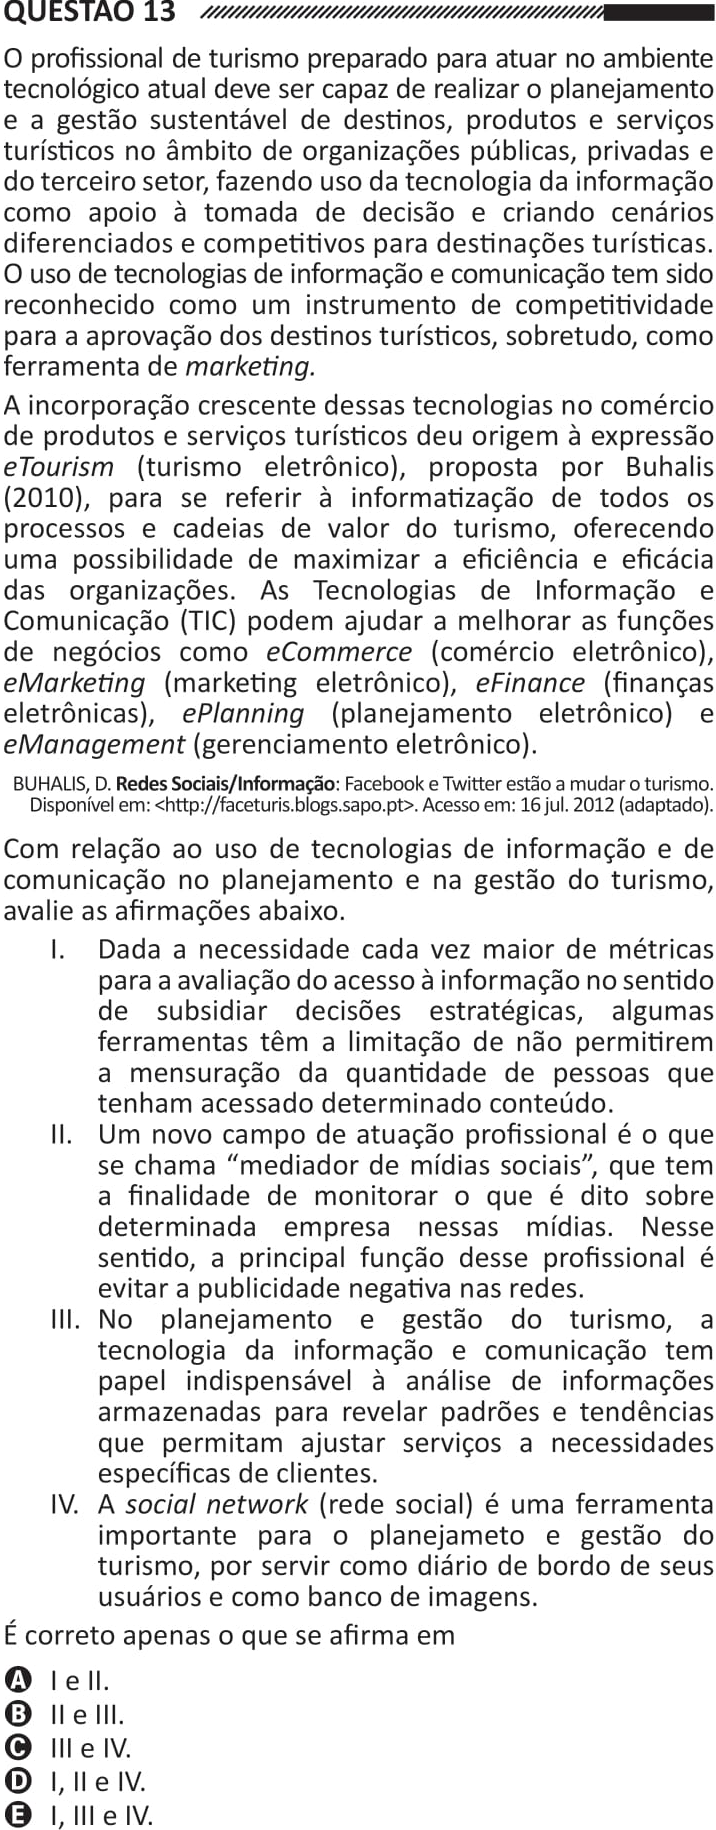 QUESTÃO 13
O profissional de turismo preparado para atuar no ambiente
tecnológico atual deve ser capaz de realizar o planejamento
e a gestão sustentável de destinos, produtos e serviços
turísticos no âmbito de organizações públicas, privadas e
do terceiro setor, fazendo uso da tecnologia da informação
como apoio à tomada de decisão e criando cenários
diferenciados e competitivos para destinações turísticas.
O uso de tecnologias de informação e comunicação tem sido
reconhecido como um instrumento de competitividade
para a aprovação dos destinos turísticos, sobretudo, como
ferramenta de marketing.
A incorporação crescente dessas tecnologias no comércio
de produtos e serviços turísticos deu origem à expressão
eTourism (turismo eletrônico), proposta por Buhalis
(2010), para se referir à informatização de todos os
processos e cadeias de valor do turismo, oferecendo
uma possibilidade de maximizar a eficiência e eficácia
das organizações. As Tecnologias de Informação e
Comunicação (TIC) podem ajudar a melhorar as funções
de negócios como eCommerce (comércio eletrônico),
eMarketing (marketing eletrônico), eFinance (finanças
eletrônicas), ePlanning (planejamento eletrônico) e
eManagement (gerenciamento eletrônico).
BUHALIS, D. Redes Sociais/Informação: Facebook e Twitter estão a mudar o turismo.
Disponível em: <http://faceturis.blogs.sapo.pt>. Acesso em: 16 jul. 2012 (adaptado).
Com relação ao uso de tecnologias de informação e de
comunicação no planejamento e na gestão do turismo,
avalie as afirmações abaixo.
I. Dada a necessidade cada vez maior de métricas
para a avaliação do acesso à informação no sentido
de subsidiar decisões estratégicas, algumas
ferramentas têm a limitação de não permitirem
a mensuração da quantidade de pessoas que
tenham acessado determinado conteúdo.
II. Um novo campo de atuação profissional é o que
se chama “mediador de mídias sociais”, que tem
a finalidade de monitorar o que é dito sobre
determinada empresa nessas mídias. Nesse
sentido, a principal função desse profissional é
evitar a publicidade negativa nas redes.
III. No planejamento e gestão do turismo, a
tecnologia da informação e comunicação tem
papel indispensável à análise de informações
armazenadas para revelar padrões e tendências
que permitam ajustar serviços a necessidades
específicas de clientes.
IV. A social network (rede social) é uma ferramenta
importante para o planejameto e gestão do
turismo, por servir como diário de bordo de seus
usuários e como banco de imagens.
É correto apenas o que se afirma em
A I e II.
B II e III.
C III e IV.
D I, II e IV.
E I, III e IV.